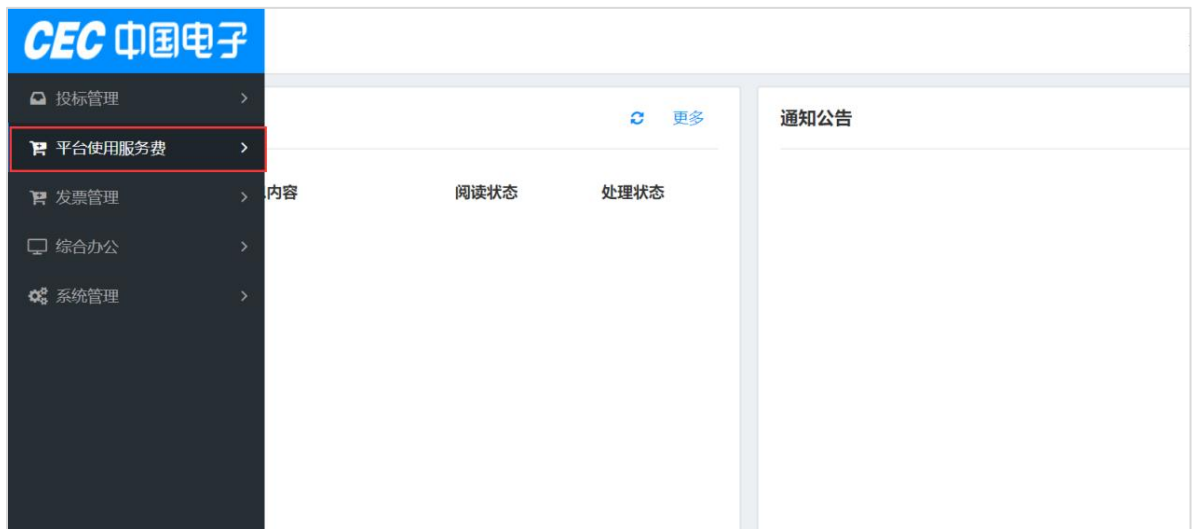 CEC 中国电子
投标管理
平台使用服务费
发票管理
综合办公
系统管理
更多
内容
阅读状态
处理状态
通知公告